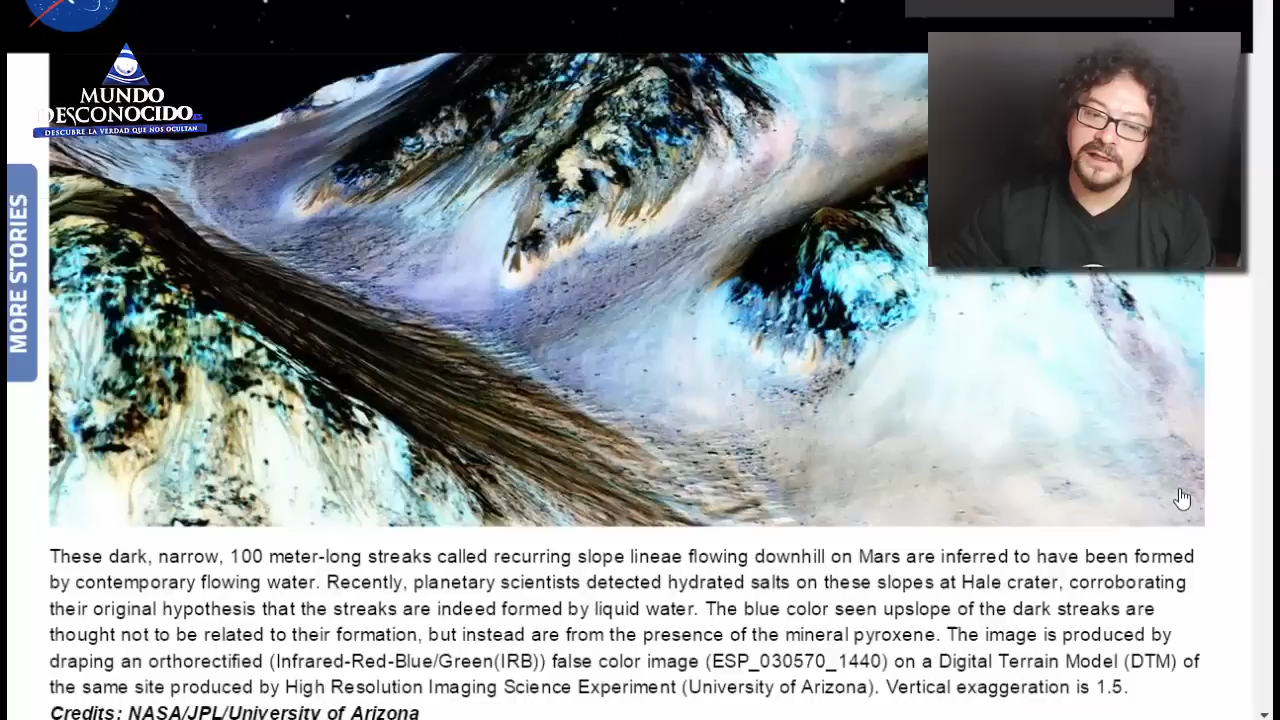 MUNDO
DESCONOCIDO.ES
DESCUBRE LA VERDAD QUE NOS OCULTAN
MORE STORIES
These dark, narrow, 100 meter-long streaks called recurring slope lineae flowing downhill on Mars are inferred to have been formed
by contemporary flowing water. Recently, planetary scientists detected hydrated salts on these slopes at Hale crater, corroborating
their original hypothesis that the streaks are indeed formed by liquid water. The blue color seen upslope of the dark streaks are
thought not to be related to their formation, but instead are from the presence of the mineral pyroxene. The image is produced by
draping an orthorectified (Infrared-Red-Blue/Green(IRB)) false color image (ESP_030570_1440) on a Digital Terrain Model (DTM) of
the same site produced by High Resolution Imaging Science Experiment (University of Arizona). Vertical exaggeration is 1.5.
Credits: NASA/JPL/University of Arizona